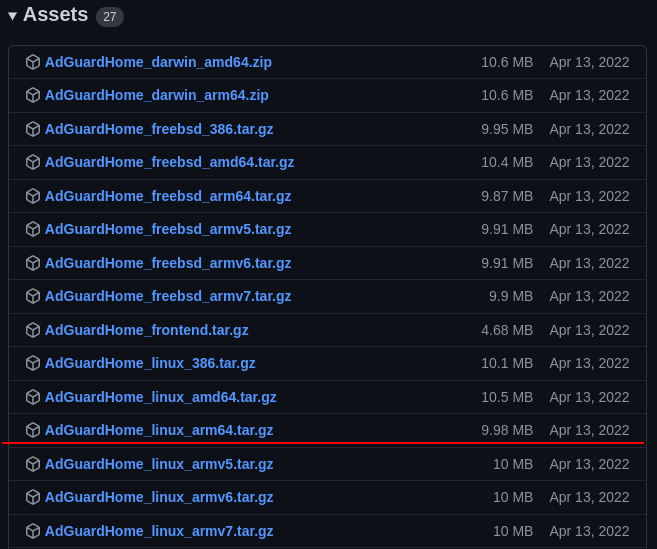 ▼ Assets 27
AdGuardHome_darwin_amd64.zip 10.6 MB Apr 13, 2022
AdGuardHome_darwin_arm64.zip 10.6 MB Apr 13, 2022
AdGuardHome_freebsd_386.tar.gz 9.95 MB Apr 13, 2022
AdGuardHome_freebsd_amd64.tar.gz 10.4 MB Apr 13, 2022
AdGuardHome_freebsd_arm64.tar.gz 9.87 MB Apr 13, 2022
AdGuardHome_freebsd_armv5.tar.gz 9.91 MB Apr 13, 2022
AdGuardHome_freebsd_armv6.tar.gz 9.91 MB Apr 13, 2022
AdGuardHome_freebsd_armv7.tar.gz 9.9 MB Apr 13, 2022
AdGuardHome_frontend.tar.gz 4.68 MB Apr 13, 2022
AdGuardHome_linux_386.tar.gz 10.1 MB Apr 13, 2022
AdGuardHome_linux_amd64.tar.gz 10.5 MB Apr 13, 2022
AdGuardHome_linux_arm64.tar.gz 9.98 MB Apr 13, 2022
AdGuardHome_linux_armv5.tar.gz 10 MB Apr 13, 2022
AdGuardHome_linux_armv6.tar.gz 10 MB Apr 13, 2022
AdGuardHome_linux_armv7.tar.gz 10 MB Apr 13, 2022